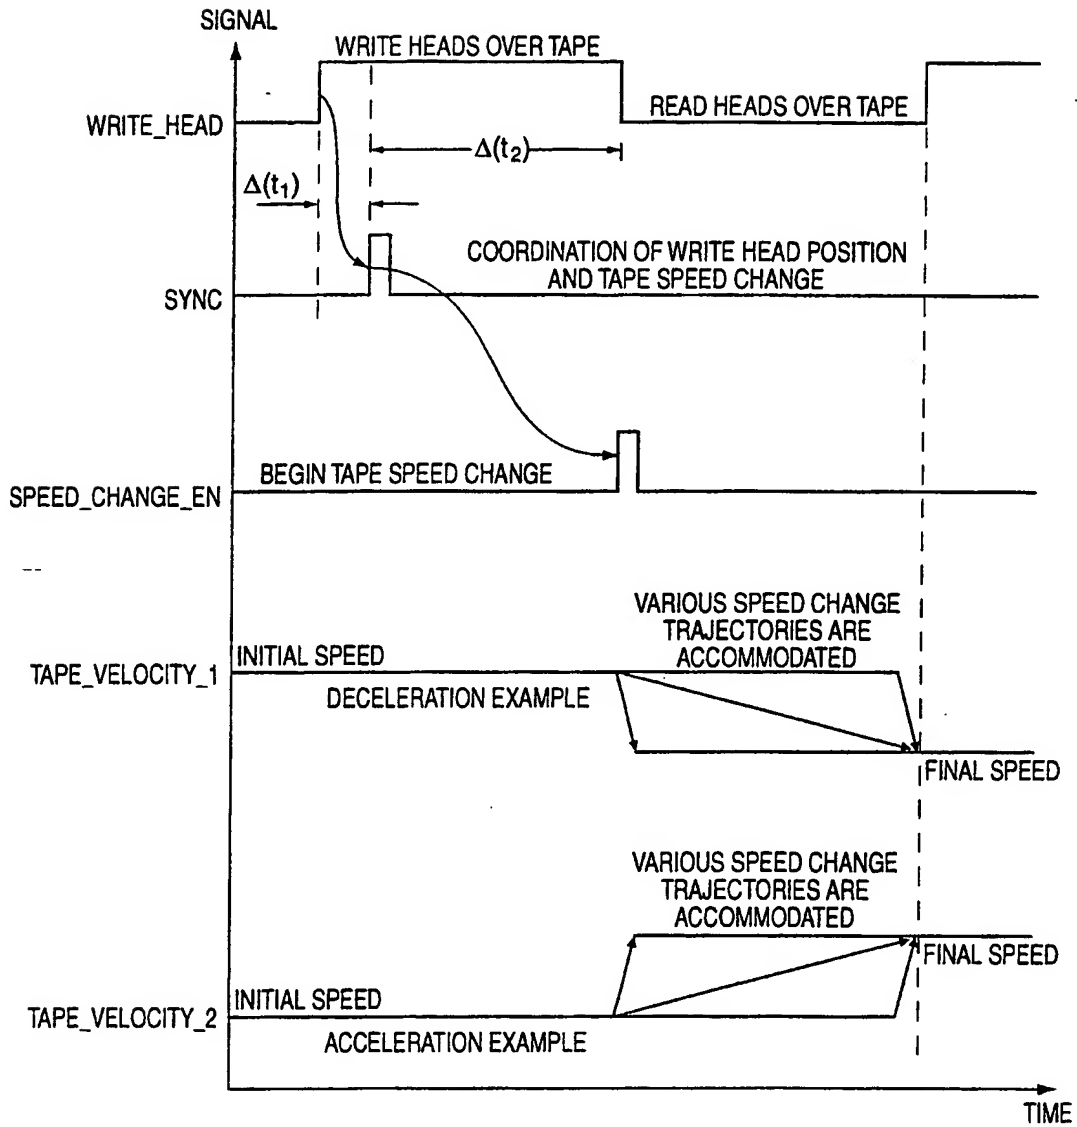 SIGNAL
WRITE HEADS OVER TAPE
WRITE_HEAD
READ HEADS OVER TAPE
Δ(t₂)
Δ(t₁)
COORDINATION OF WRITE HEAD POSITION
AND TAPE SPEED CHANGE
SYNC
BEGIN TAPE SPEED CHANGE
SPEED_CHANGE_EN
VARIOUS SPEED CHANGE
TRAJECTORIES ARE
ACCOMMODATED
INITIAL SPEED
TAPE_VELOCITY_1
DECELERATION EXAMPLE
FINAL SPEED
VARIOUS SPEED CHANGE
TRAJECTORIES ARE
ACCOMMODATED
FINAL SPEED
INITIAL SPEED
TAPE_VELOCITY_2
ACCELERATION EXAMPLE
TIME